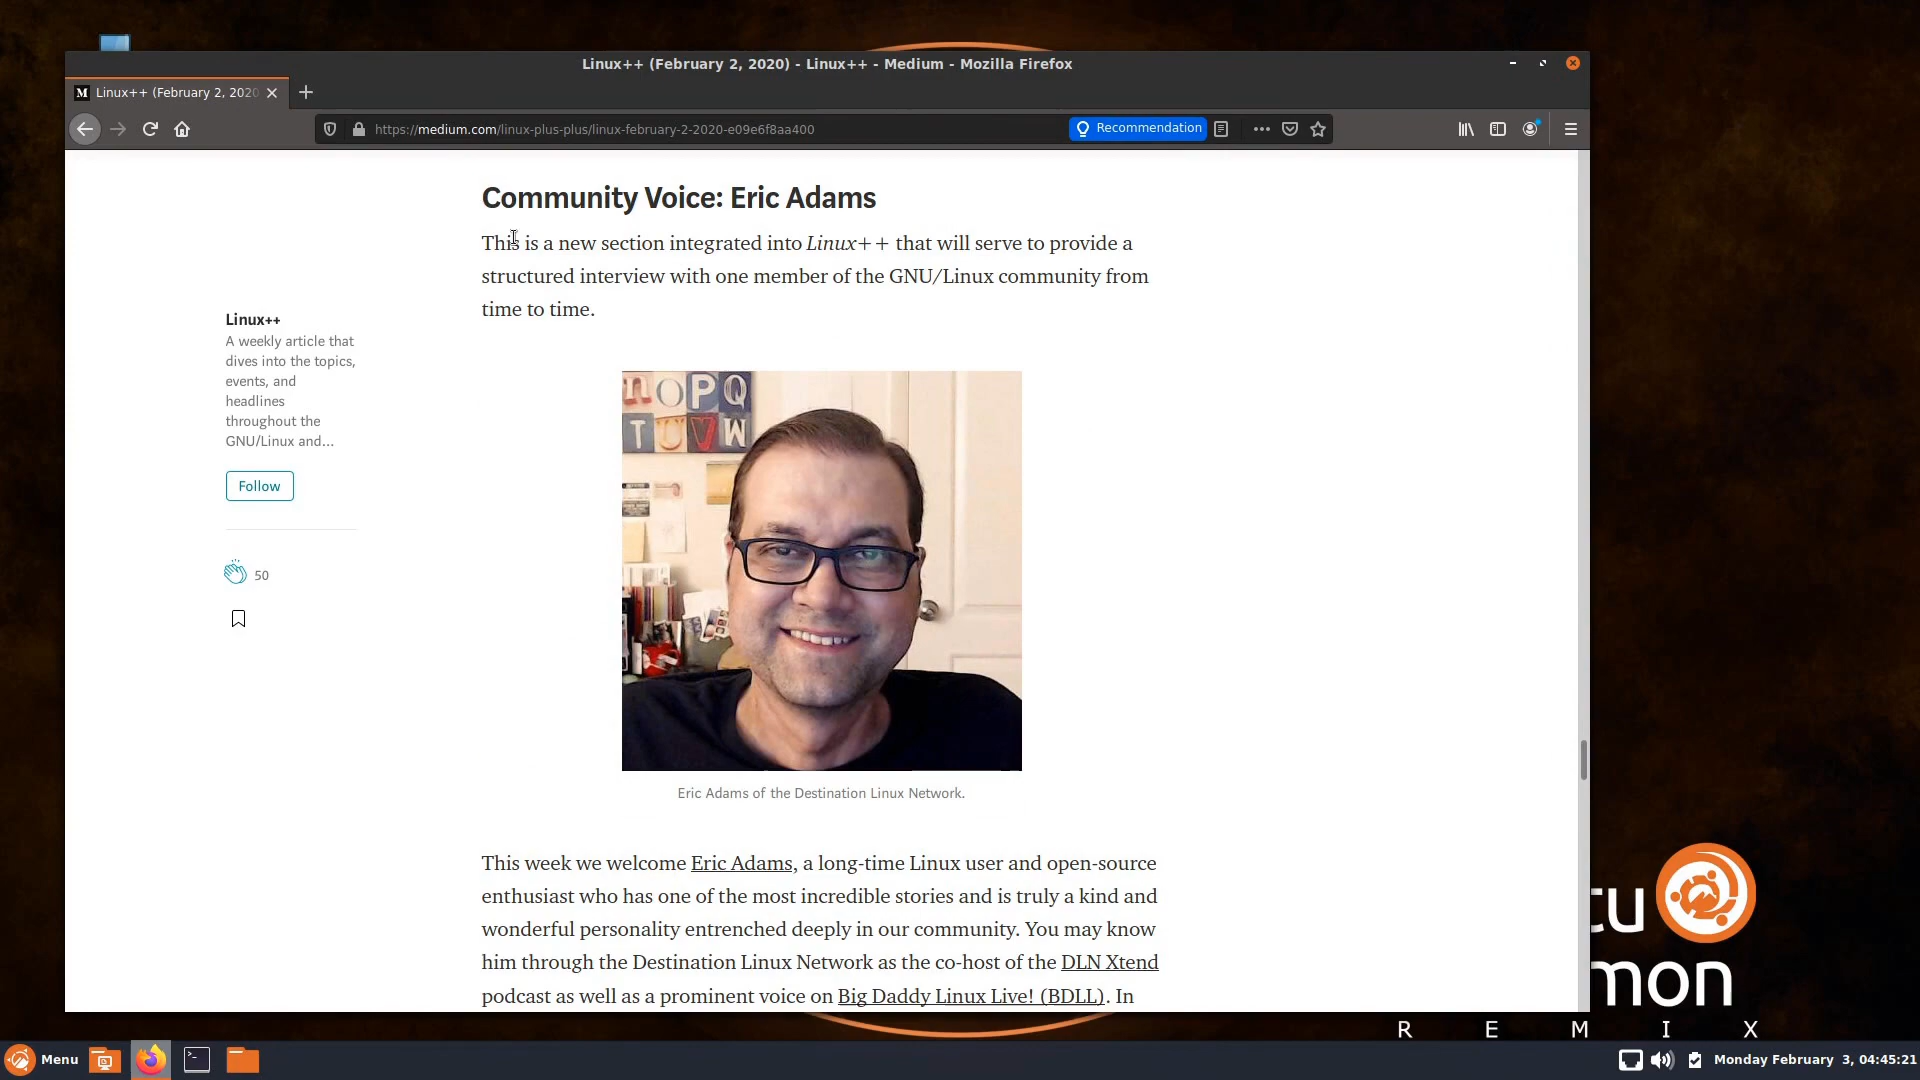 Linux++ (February 2, 2020) - Linux++ - Medium - Mozilla Firefox
M Linux++ (February 2, 2020
https://medium.com/linux-plus-plus/linux-february-2-2020-e09e6f8aa400
Recommendation
Community Voice: Eric Adams
This is a new section integrated into Linux++ that will serve to provide a
structured interview with one member of the GNU/Linux community from
time to time.
Linux++
A weekly article that
dives into the topics,
events, and
headlines
throughout the
GNU/Linux and...
Follow
50
nOPQ
TUVW
Eric Adams of the Destination Linux Network.
This week we welcome Eric Adams, a long-time Linux user and open-source
enthusiast who has one of the most incredible stories and is truly a kind and
wonderful personality entrenched deeply in our community. You may know
him through the Destination Linux Network as the co-host of the DLN Xtend
podcast as well as a prominent voice on Big Daddy Linux Live! (BDLL). In
tu
mon
R E M I X
Menu
Monday February 3, 04:45:21